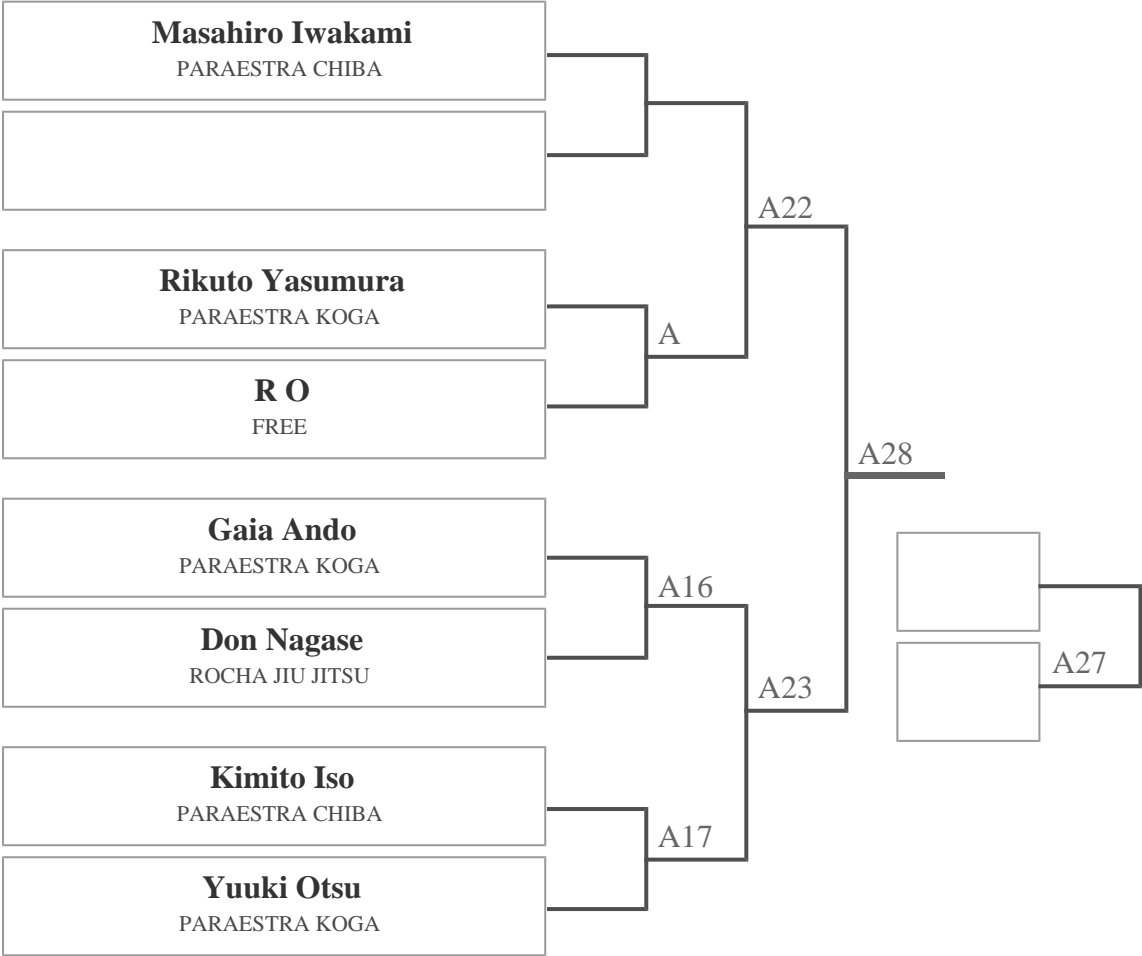 Masahiro Iwakami
PARAESTRA CHIBA
A22
Rikuto Yasumura
PARAESTRA KOGA
A
R O
FREE
A28
Gaia Ando
PARAESTRA KOGA
A16
Don Nagase
ROCHA JIU JITSU
A23
A27
Kimito Iso
PARAESTRA CHIBA
A17
Yuuki Otsu
PARAESTRA KOGA